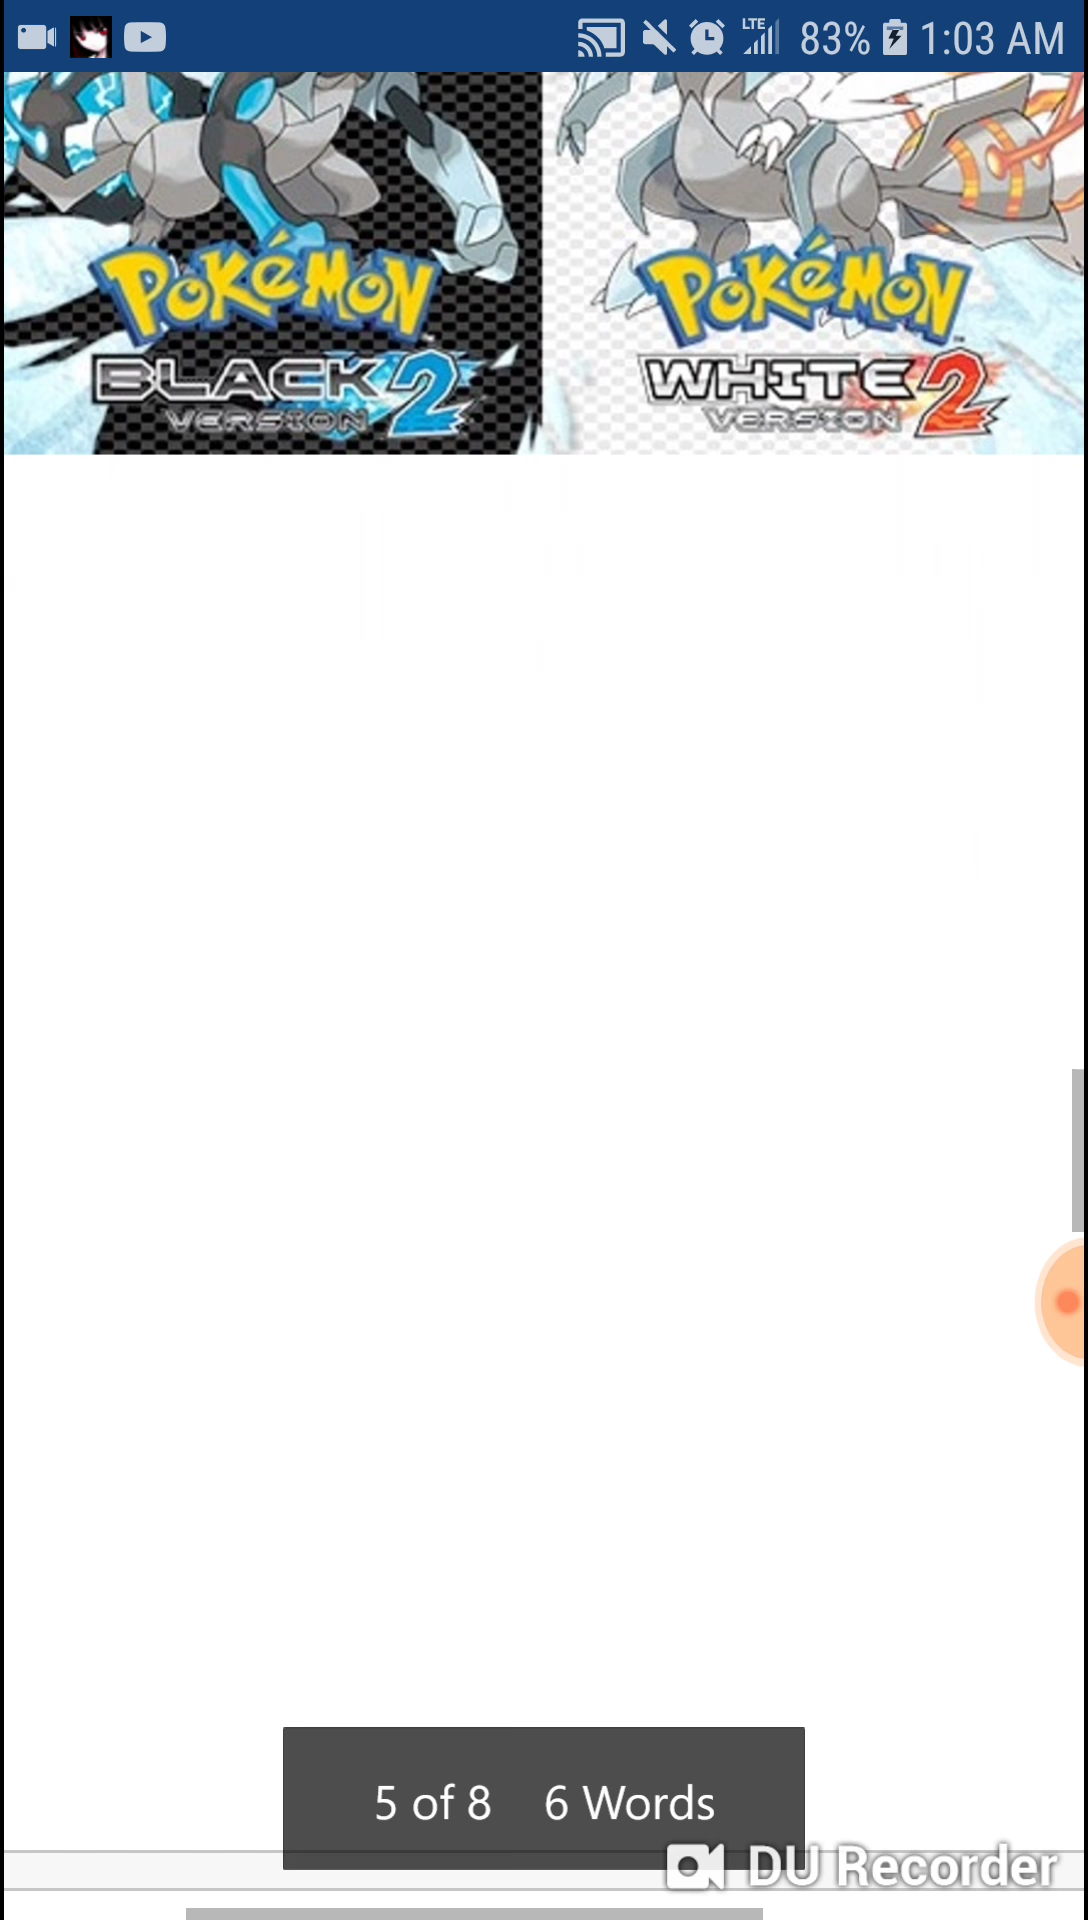 LTE 83% 1:03 AM
POKéMON
BLACK 2
VERSION
POKéMON
WHITE 2
VERSION
5 of 8 6 Words
DU Recorder